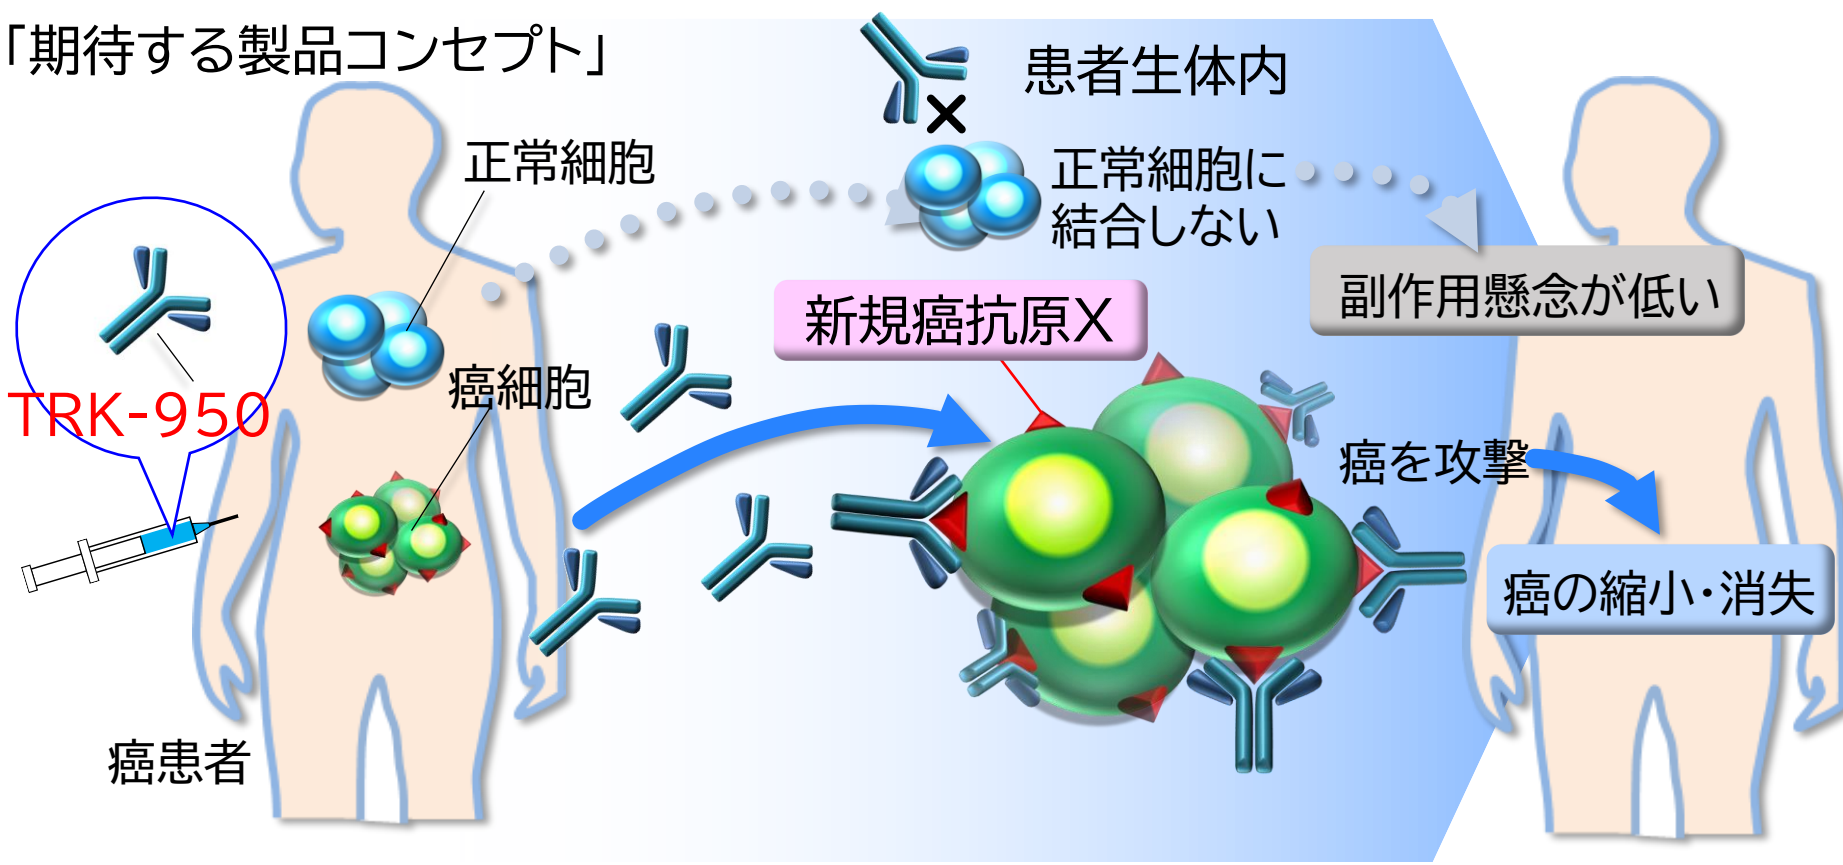 「期待する製品コンセプト」
患者生体内
正常細胞
正常細胞に
結合しない
副作用懸念が低い
新規癌抗原X
癌細胞
TRK-950
癌を攻撃
癌の縮小・消失
癌患者